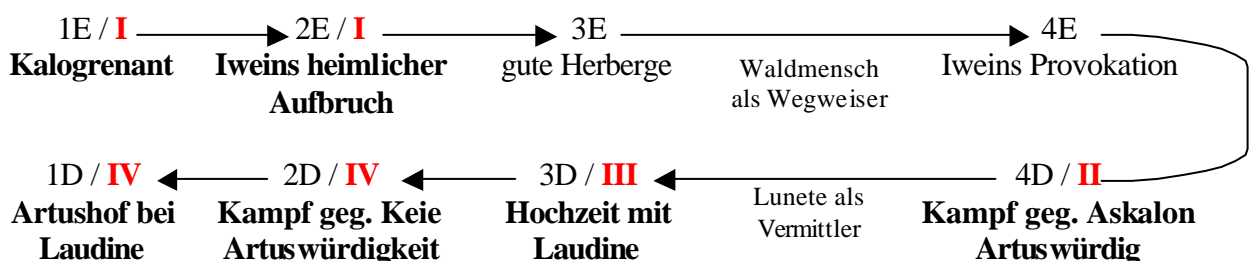 1E / I
Kalogrenant
2E / I
Iweins heimlicher
Aufbruch
3E
gute Herberge
Waldmensch
als Wegweiser
4E
Iweins Provokation
1D / IV
Artushof bei
Laudine
2D / IV
Kampf geg. Keie
Artuswürdigkeit
3D / III
Hochzeit mit
Laudine
Lunete als
Vermittler
4D / II
Kampf geg. Askalon
Artuswürdig